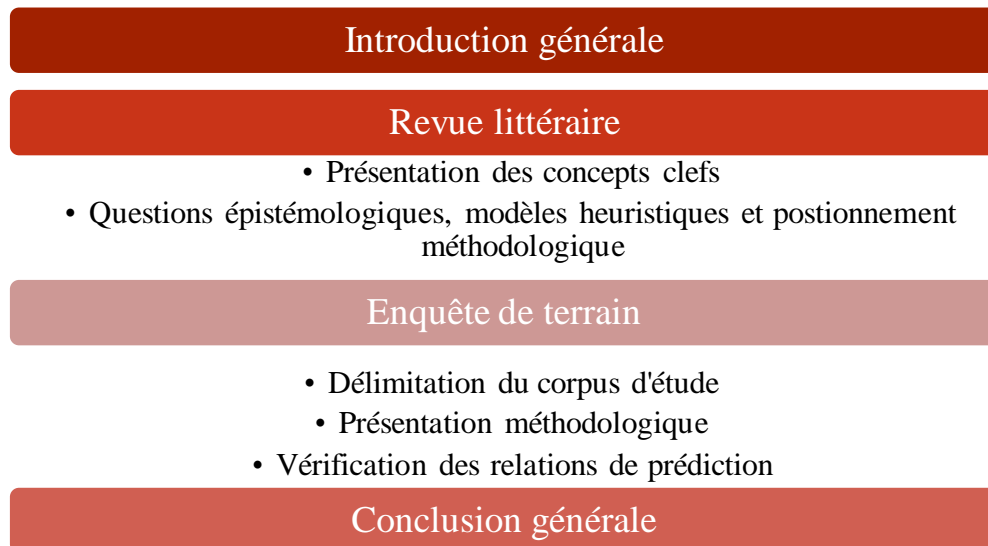 Introduction générale
Revue littéraire
• Présentation des concepts clefs
• Questions épistémologiques, modèles heuristiques et postionnement
méthodologique
Enquête de terrain
• Délimitation du corpus d'étude
• Présentation méthodologique
• Vérification des relations de prédiction
Conclusion générale